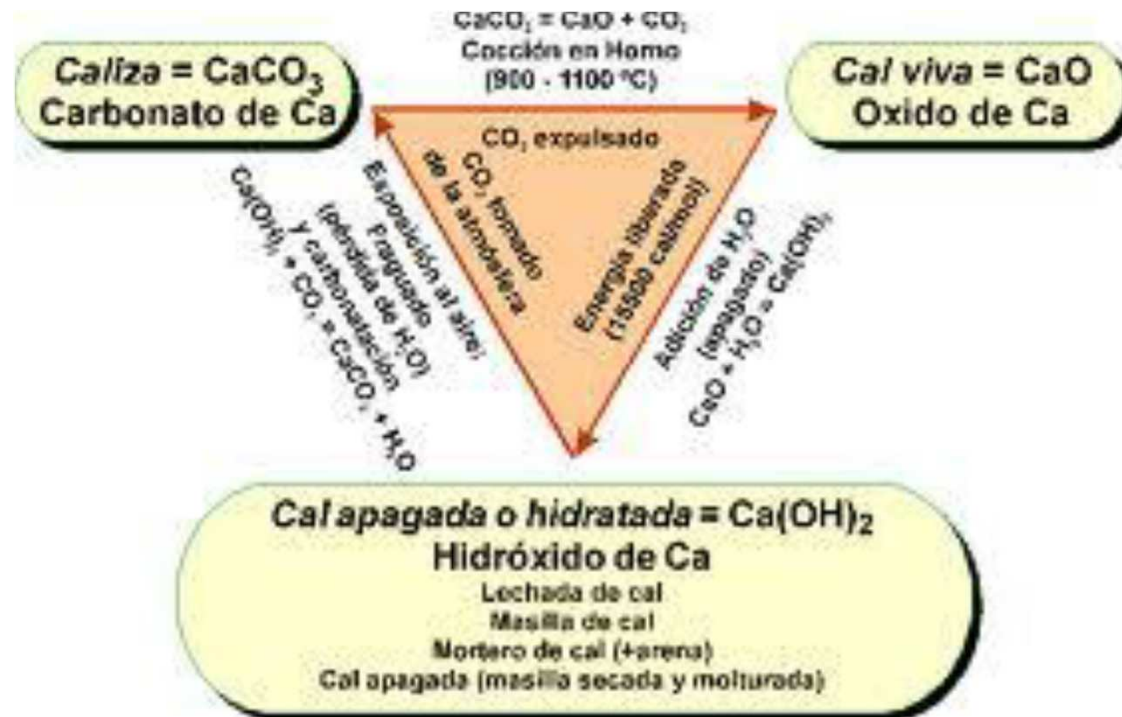 CaCO₃ = CaO + CO₂
Cocción en Horno
(900 - 1100 ºC)
Caliza = CaCO₃
Carbonato de Ca
Cal viva = CaO
Oxido de Ca
CO₂ expulsado
CO₂ tomado
de la atmósfera
Exposición al aire;
Fraguado
(pérdida de H₂O)
y carbonatación
Ca(OH)₂ + CO₂ = CaCO₃ + H₂O
Energía liberada
(15500 cal/mol)
Adición de H₂O
(apagado)
CaO + H₂O = Ca(OH)₂
Cal apagada o hidratada = Ca(OH)₂
Hidróxido de Ca
Lechada de cal
Masilla de cal
Mortero de cal (+arena)
Cal apagada (masilla secada y molturada)